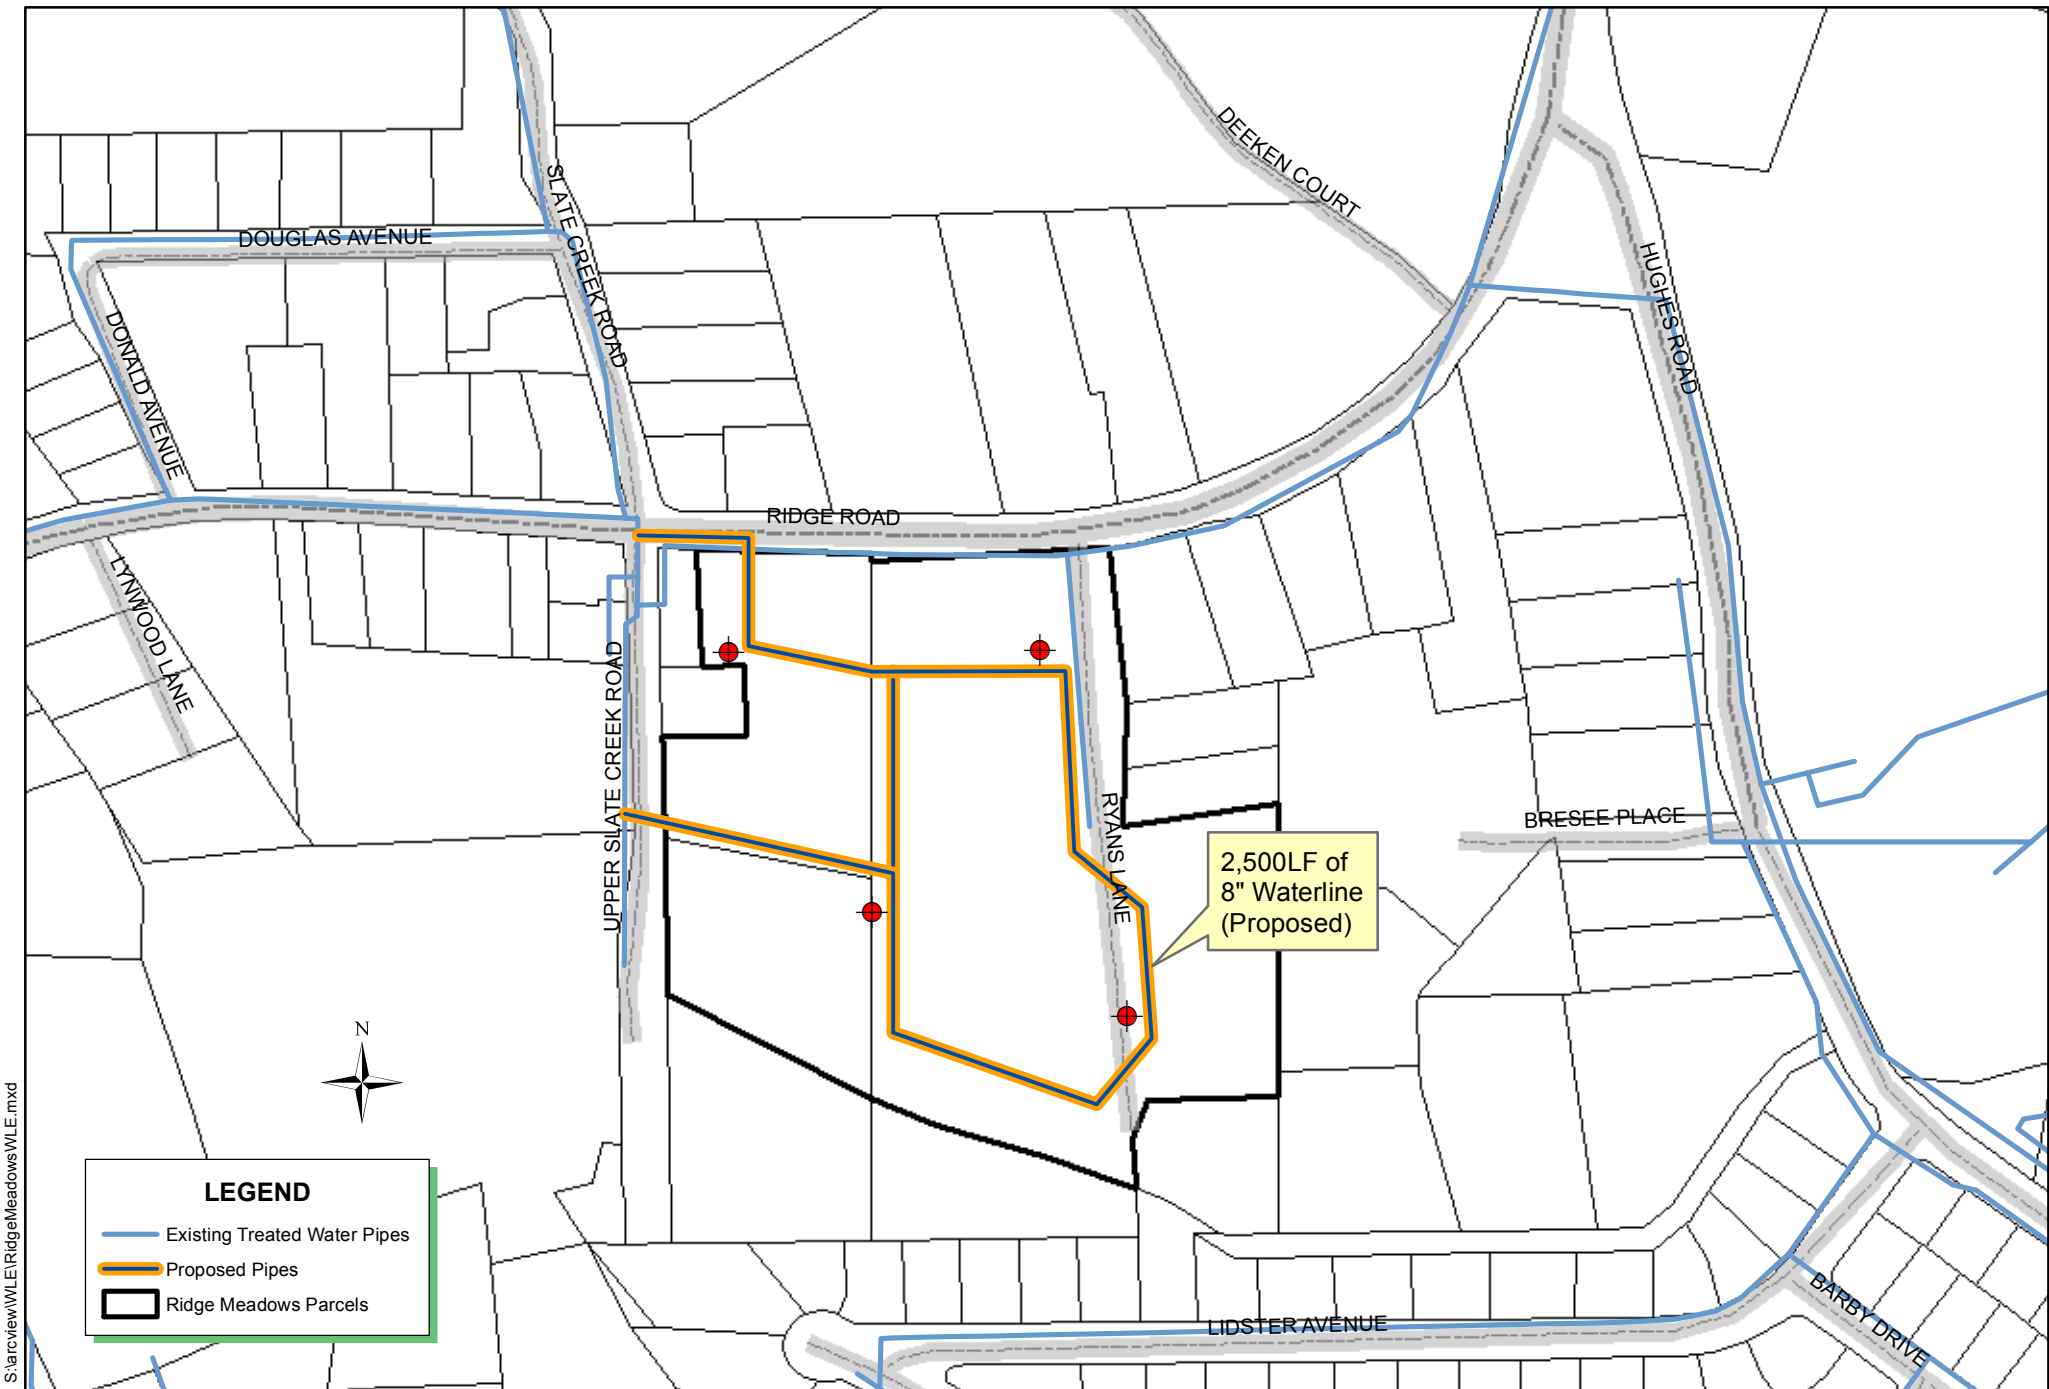 DEEKEN COURT
SLATE CREEK ROAD
DOUGLAS AVENUE
HUGHES ROAD
DONALD AVENUE
RIDGE ROAD
LYNWOOD LANE
UPPER SLATE CREEK ROAD
RYANS LANE
BRESEE PLACE
2,500LF of
8" Waterline
(Proposed)
N
LEGEND
Existing Treated Water Pipes
Proposed Pipes
Ridge Meadows Parcels
LIDSTER AVENUE
BARBY DRIVE
S:\arcview\WLE\RidgeMeadowsWLE.mxd